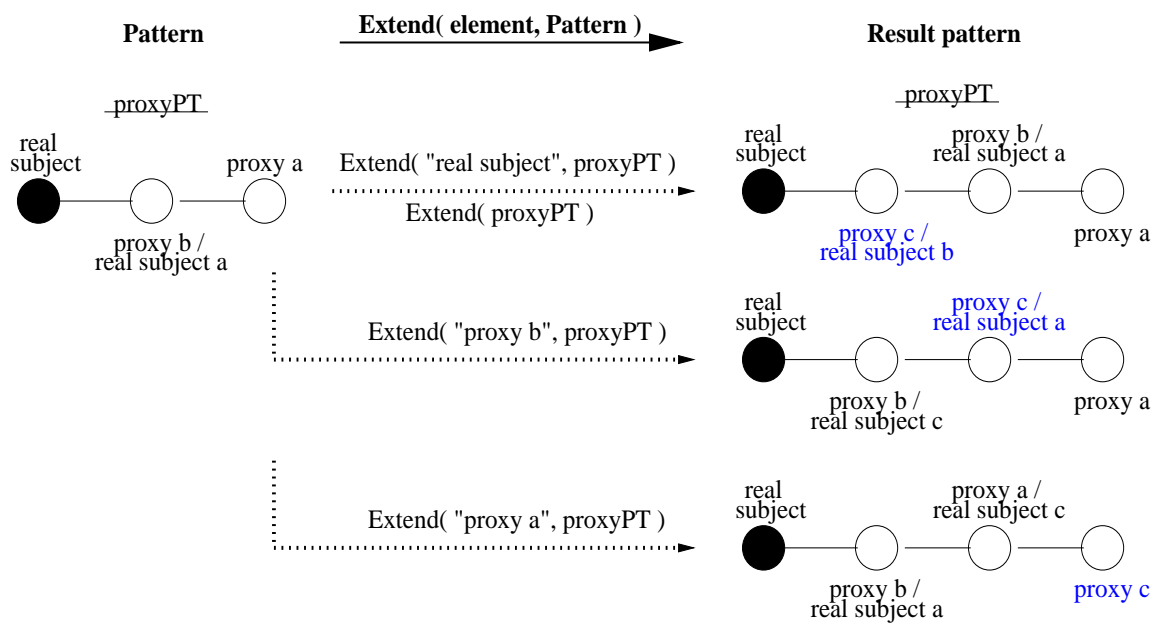 Pattern
Extend( element, Pattern )
Result pattern
proxyPT
real
subject
proxy a
proxy b /
real subject a
Extend( "real subject", proxyPT )
Extend( proxyPT )
proxyPT
real
subject
proxy b /
real subject a
proxy c /
real subject b
proxy a
Extend( "proxy b", proxyPT )
real
subject
proxy c /
real subject a
proxy b /
real subject c
proxy a
Extend( "proxy a", proxyPT )
real
subject
proxy a /
real subject c
proxy b /
real subject a
proxy c